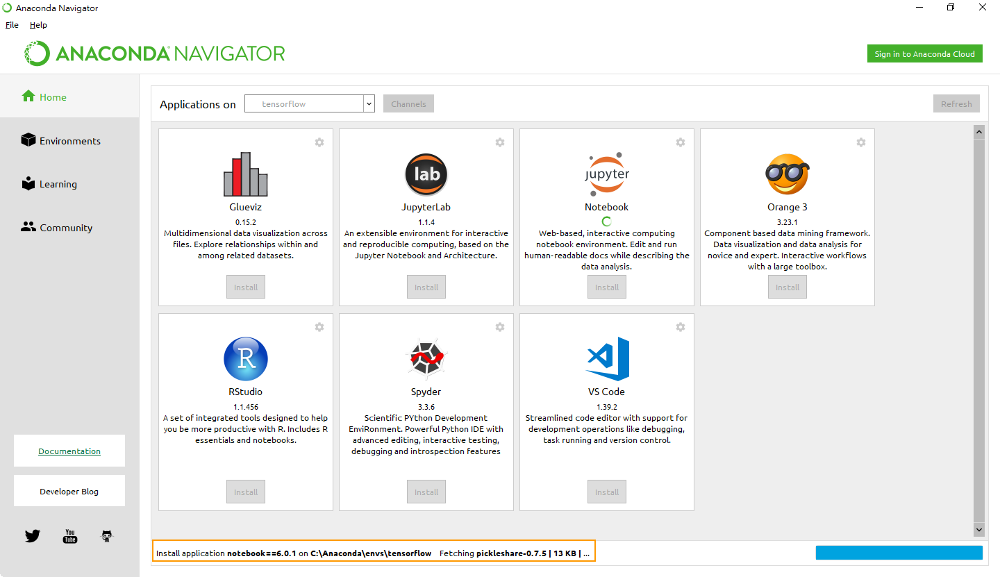 Anaconda Navigator
File Help
ANACONDA NAVIGATOR
Sign in to Anaconda Cloud
Home
Environments
Learning
Community
Documentation
Developer Blog
You
Tube
Applications on tensorflow Channels Refresh
lab
JupyterLab
1.1.4
An extensible environment for interactive
and reproducible computing, based on the
Jupyter Notebook and Architecture.
Install
Glueviz
0.15.2
Multidimensional data visualization across
files. Explore relationships within and
among related datasets.
Install
jupyter
Notebook
Web-based, interactive computing
notebook environment. Edit and run
human-readable docs while describing the
data analysis.
Install
Orange 3
3.23.1
Component based data mining framework.
Data visualization and data analysis for
novice and expert. Interactive workflows
with a large toolbox.
Install
R
RStudio
1.1.456
A set of integrated tools designed to help
you be more productive with R. Includes R
essentials and notebooks.
Install
Spyder
3.3.6
Scientific PYthon Development
EnviRonment. Powerful Python IDE with
advanced editing, interactive testing,
debugging and introspection features
Install
VS Code
1.39.2
Streamlined code editor with support for
development operations like debugging,
task running and version control.
Install
Install application notebook==6.0.1 on C:\Anaconda\envs\tensorflow Fetching pickleshare-0.7.5 | 13 KB | ...